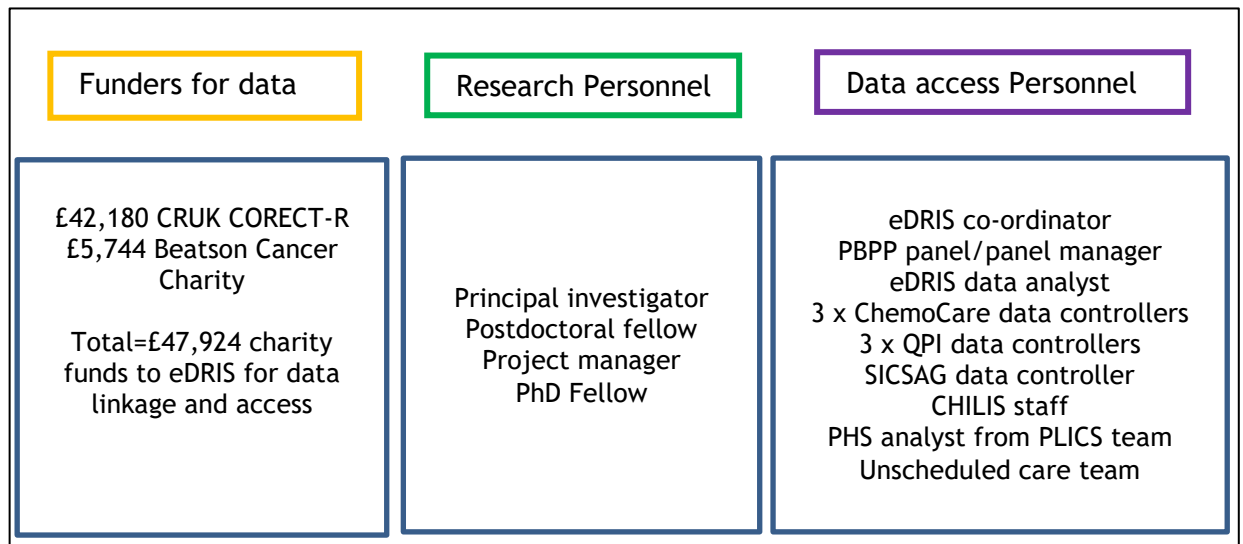 Funders for data
Research Personnel
Data access Personnel
£42,180 CRUK CORECT-R
£5,744 Beatson Cancer
Charity
Total=£47,924 charity
funds to eDRIS for data
linkage and access
Principal investigator
Postdoctoral fellow
Project manager
PhD Fellow
eDRIS co-ordinator
PBPP panel/panel manager
eDRIS data analyst
3 x ChemoCare data controllers
3 x QPI data controllers
SICSAG data controller
CHILIS staff
PHS analyst from PLICS team
Unscheduled care team